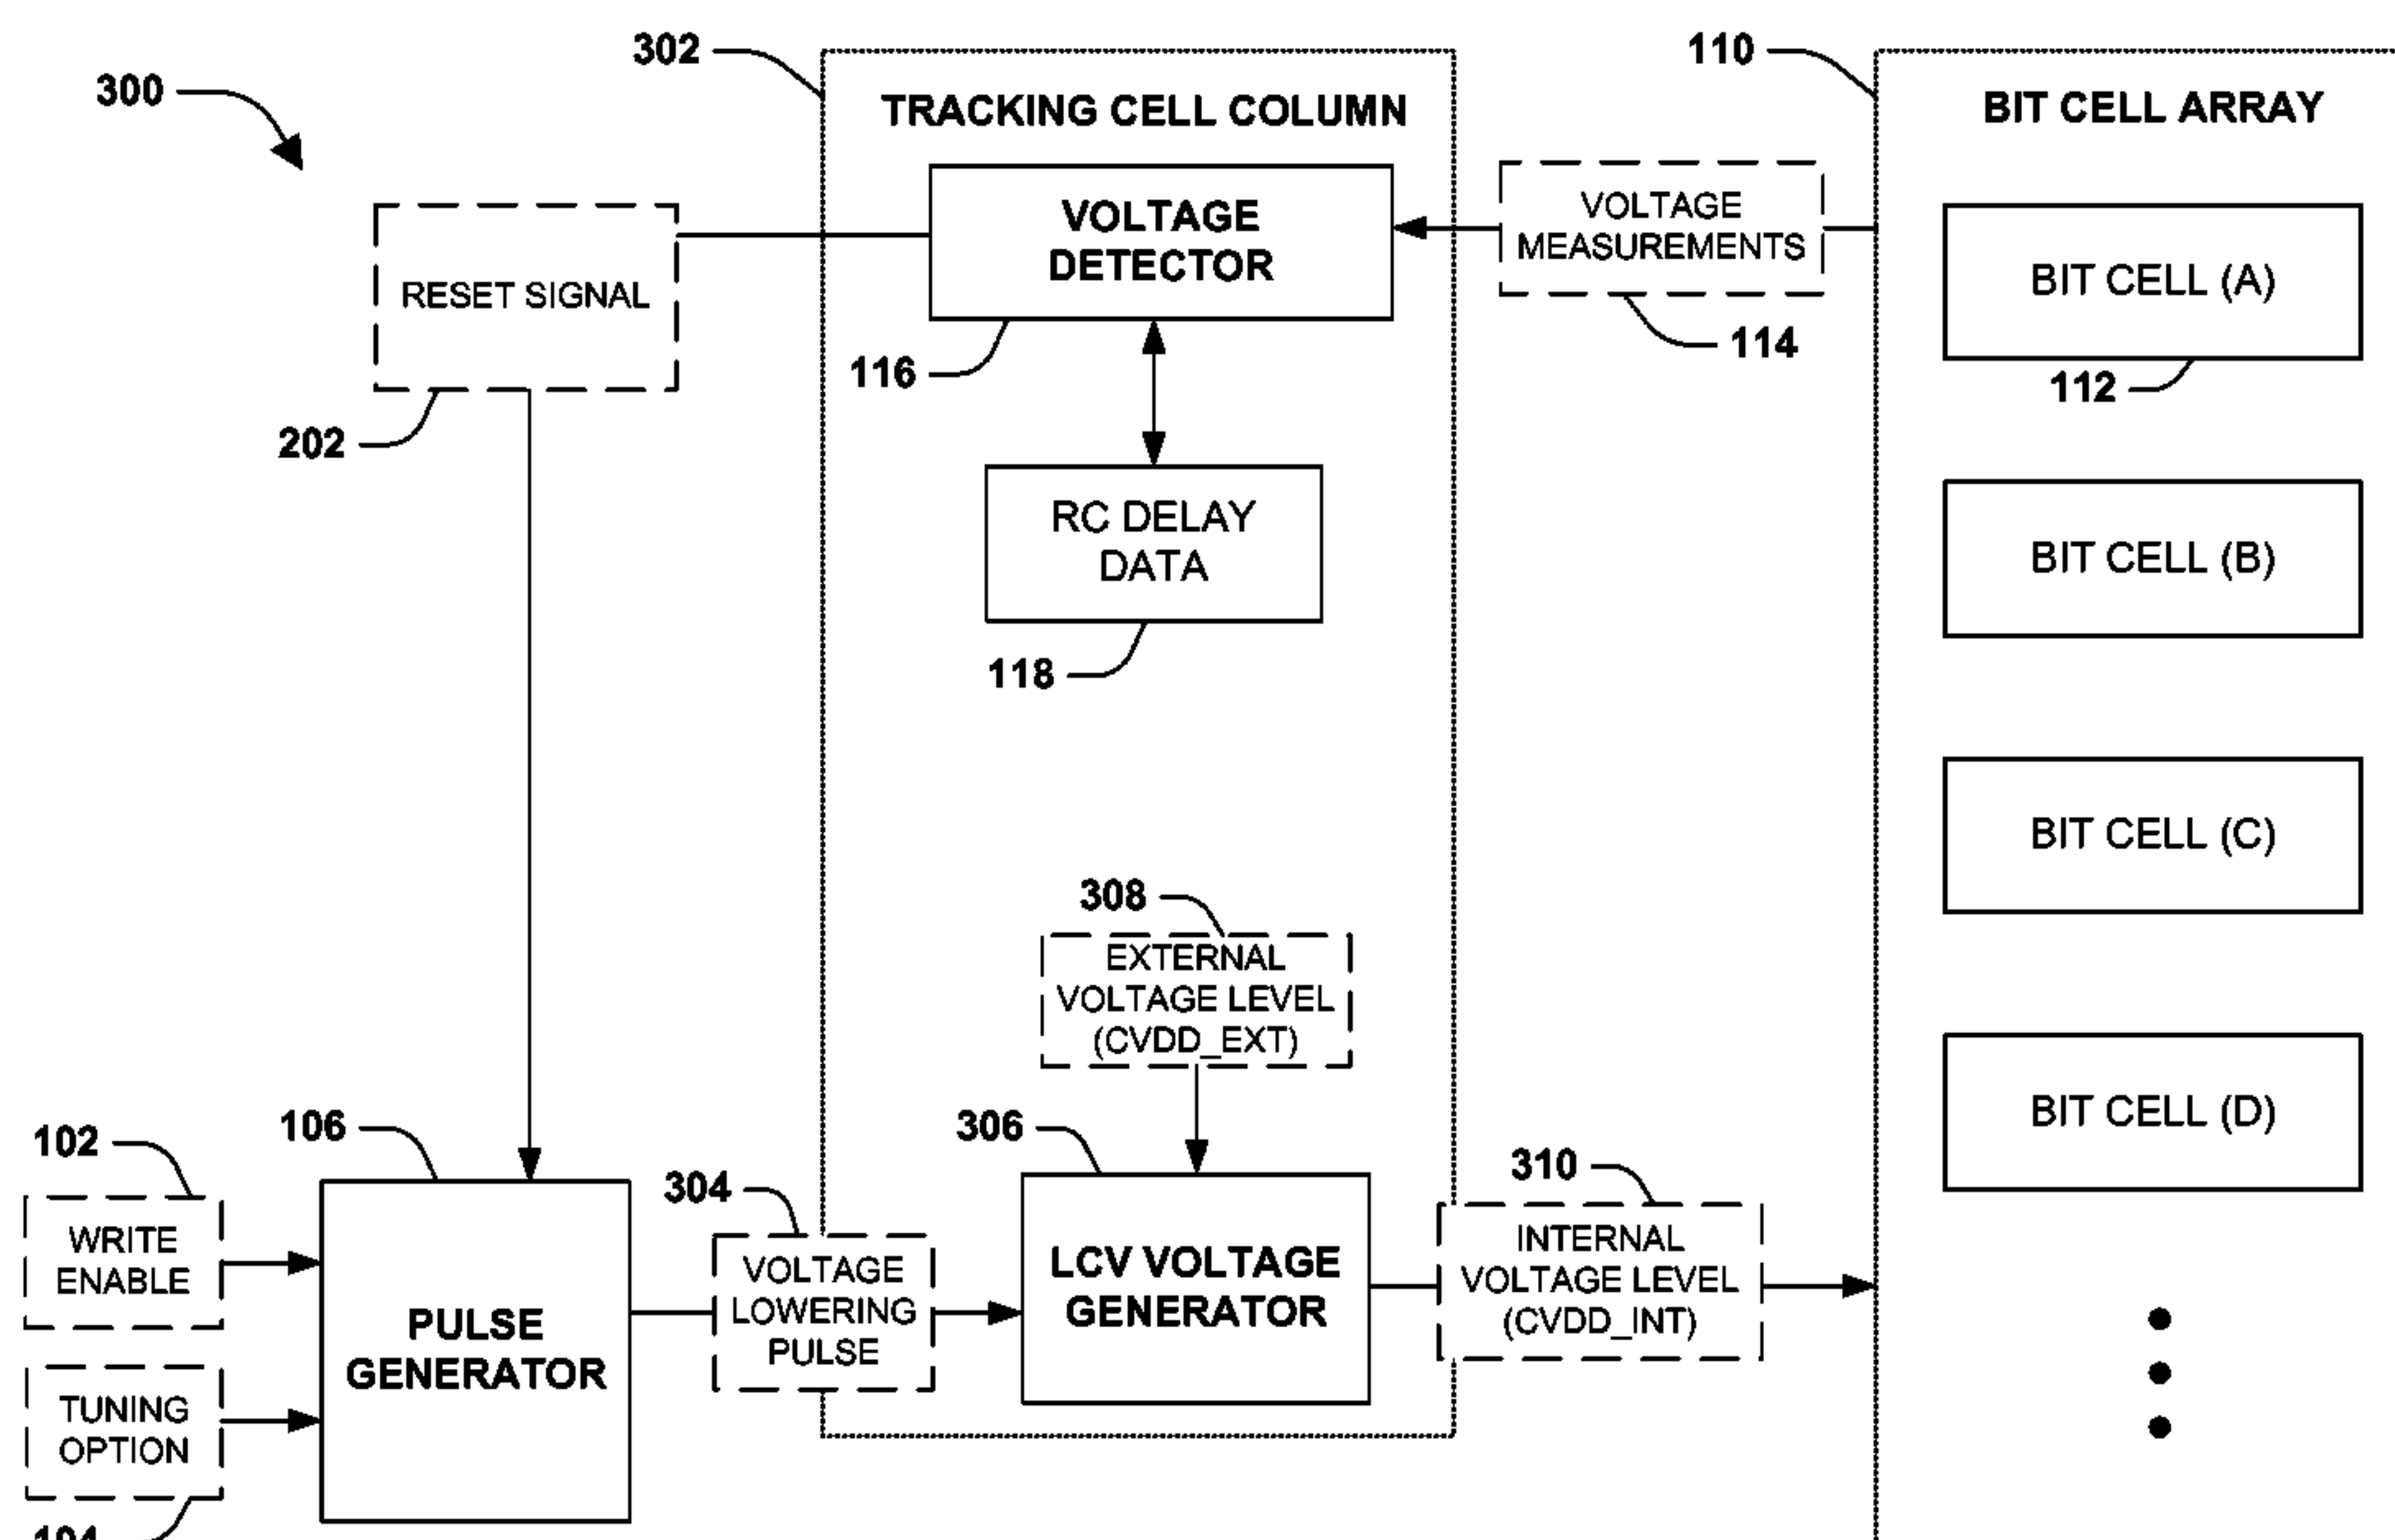 300
302
TRACKING CELL COLUMN
110
BIT CELL ARRAY
RESET SIGNAL
202
VOLTAGE
DETECTOR
116
VOLTAGE
MEASUREMENTS
114
BIT CELL (A)
112
RC DELAY
DATA
118
BIT CELL (B)
BIT CELL (C)
308
EXTERNAL
VOLTAGE LEVEL
(CVDD_EXT)
BIT CELL (D)
102
WRITE
ENABLE
106
PULSE
GENERATOR
TUNING
OPTION
104
304
VOLTAGE
LOWERING
PULSE
306
LCV VOLTAGE
GENERATOR
310
INTERNAL
VOLTAGE LEVEL
(CVDD_INT)